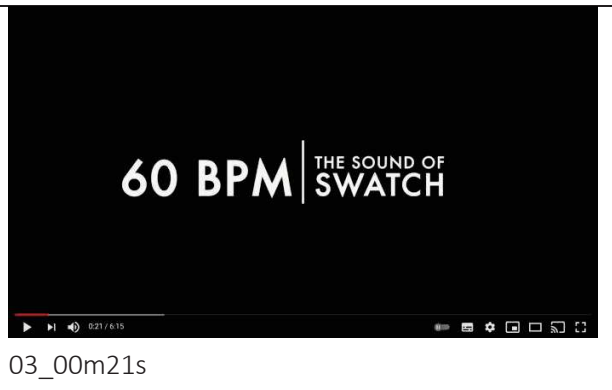 60 BPM THE SOUND OF
SWATCH
0:21 / 6:15
03_00m21s